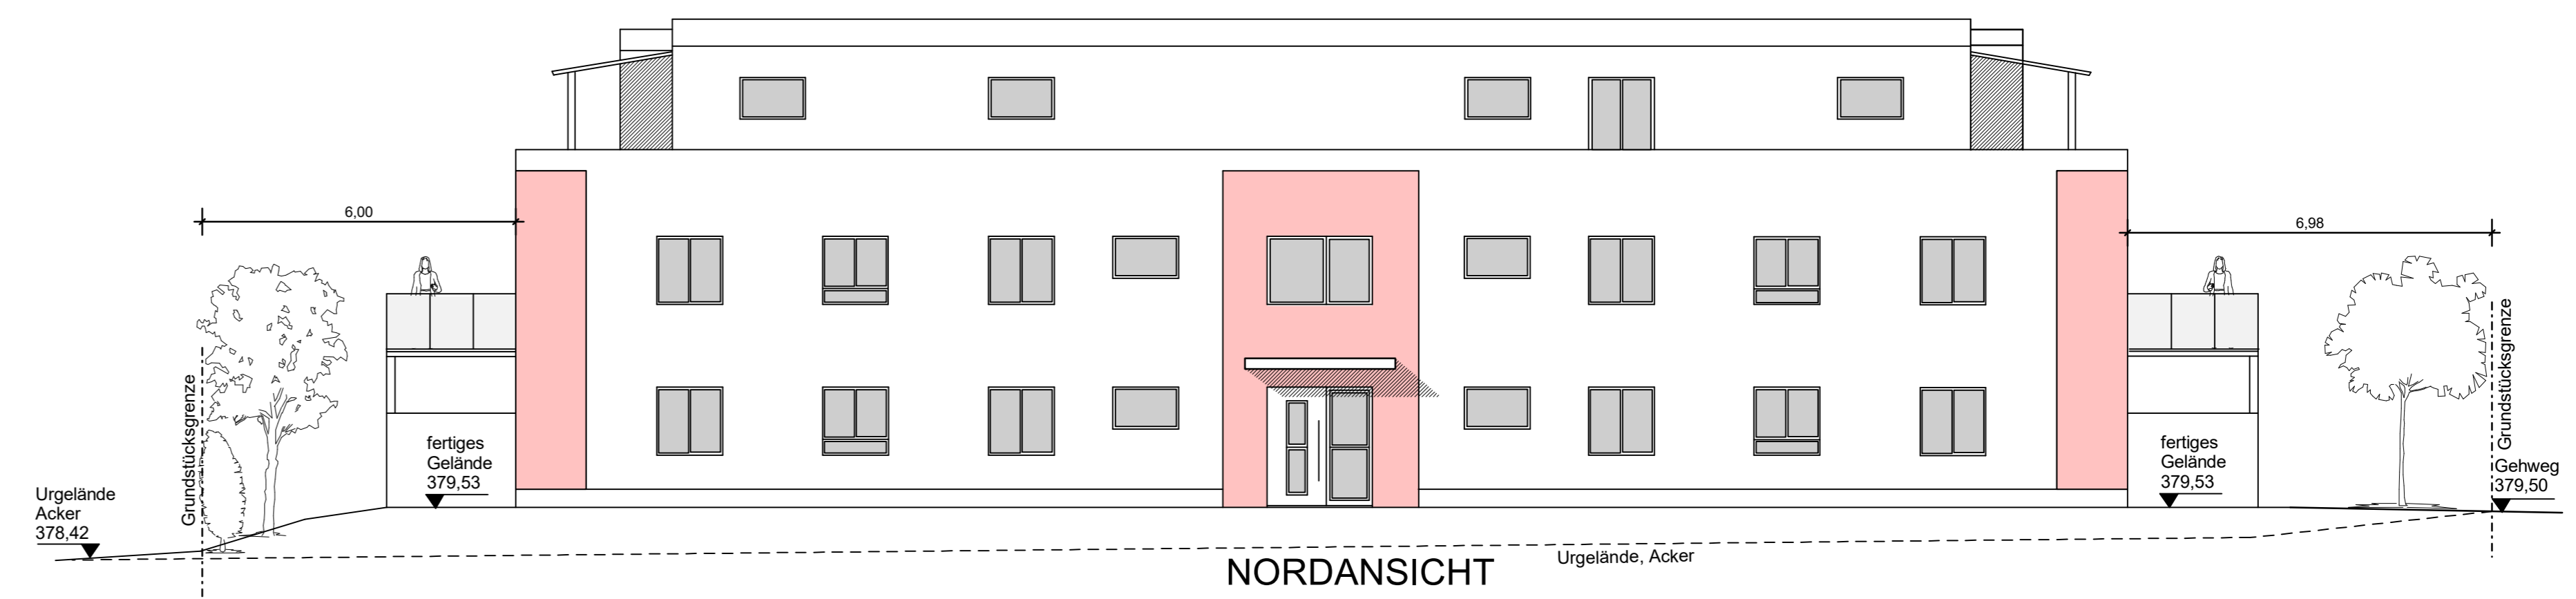 6,00
6,98
Grundstücksgrenze
fertiges
Gelände
379,53
Urgelände
Acker
378,42
fertiges
Gelände
379,53
Grundstücksgrenze
Gehweg
379,50
Urgelände, Acker
NORDANSICHT